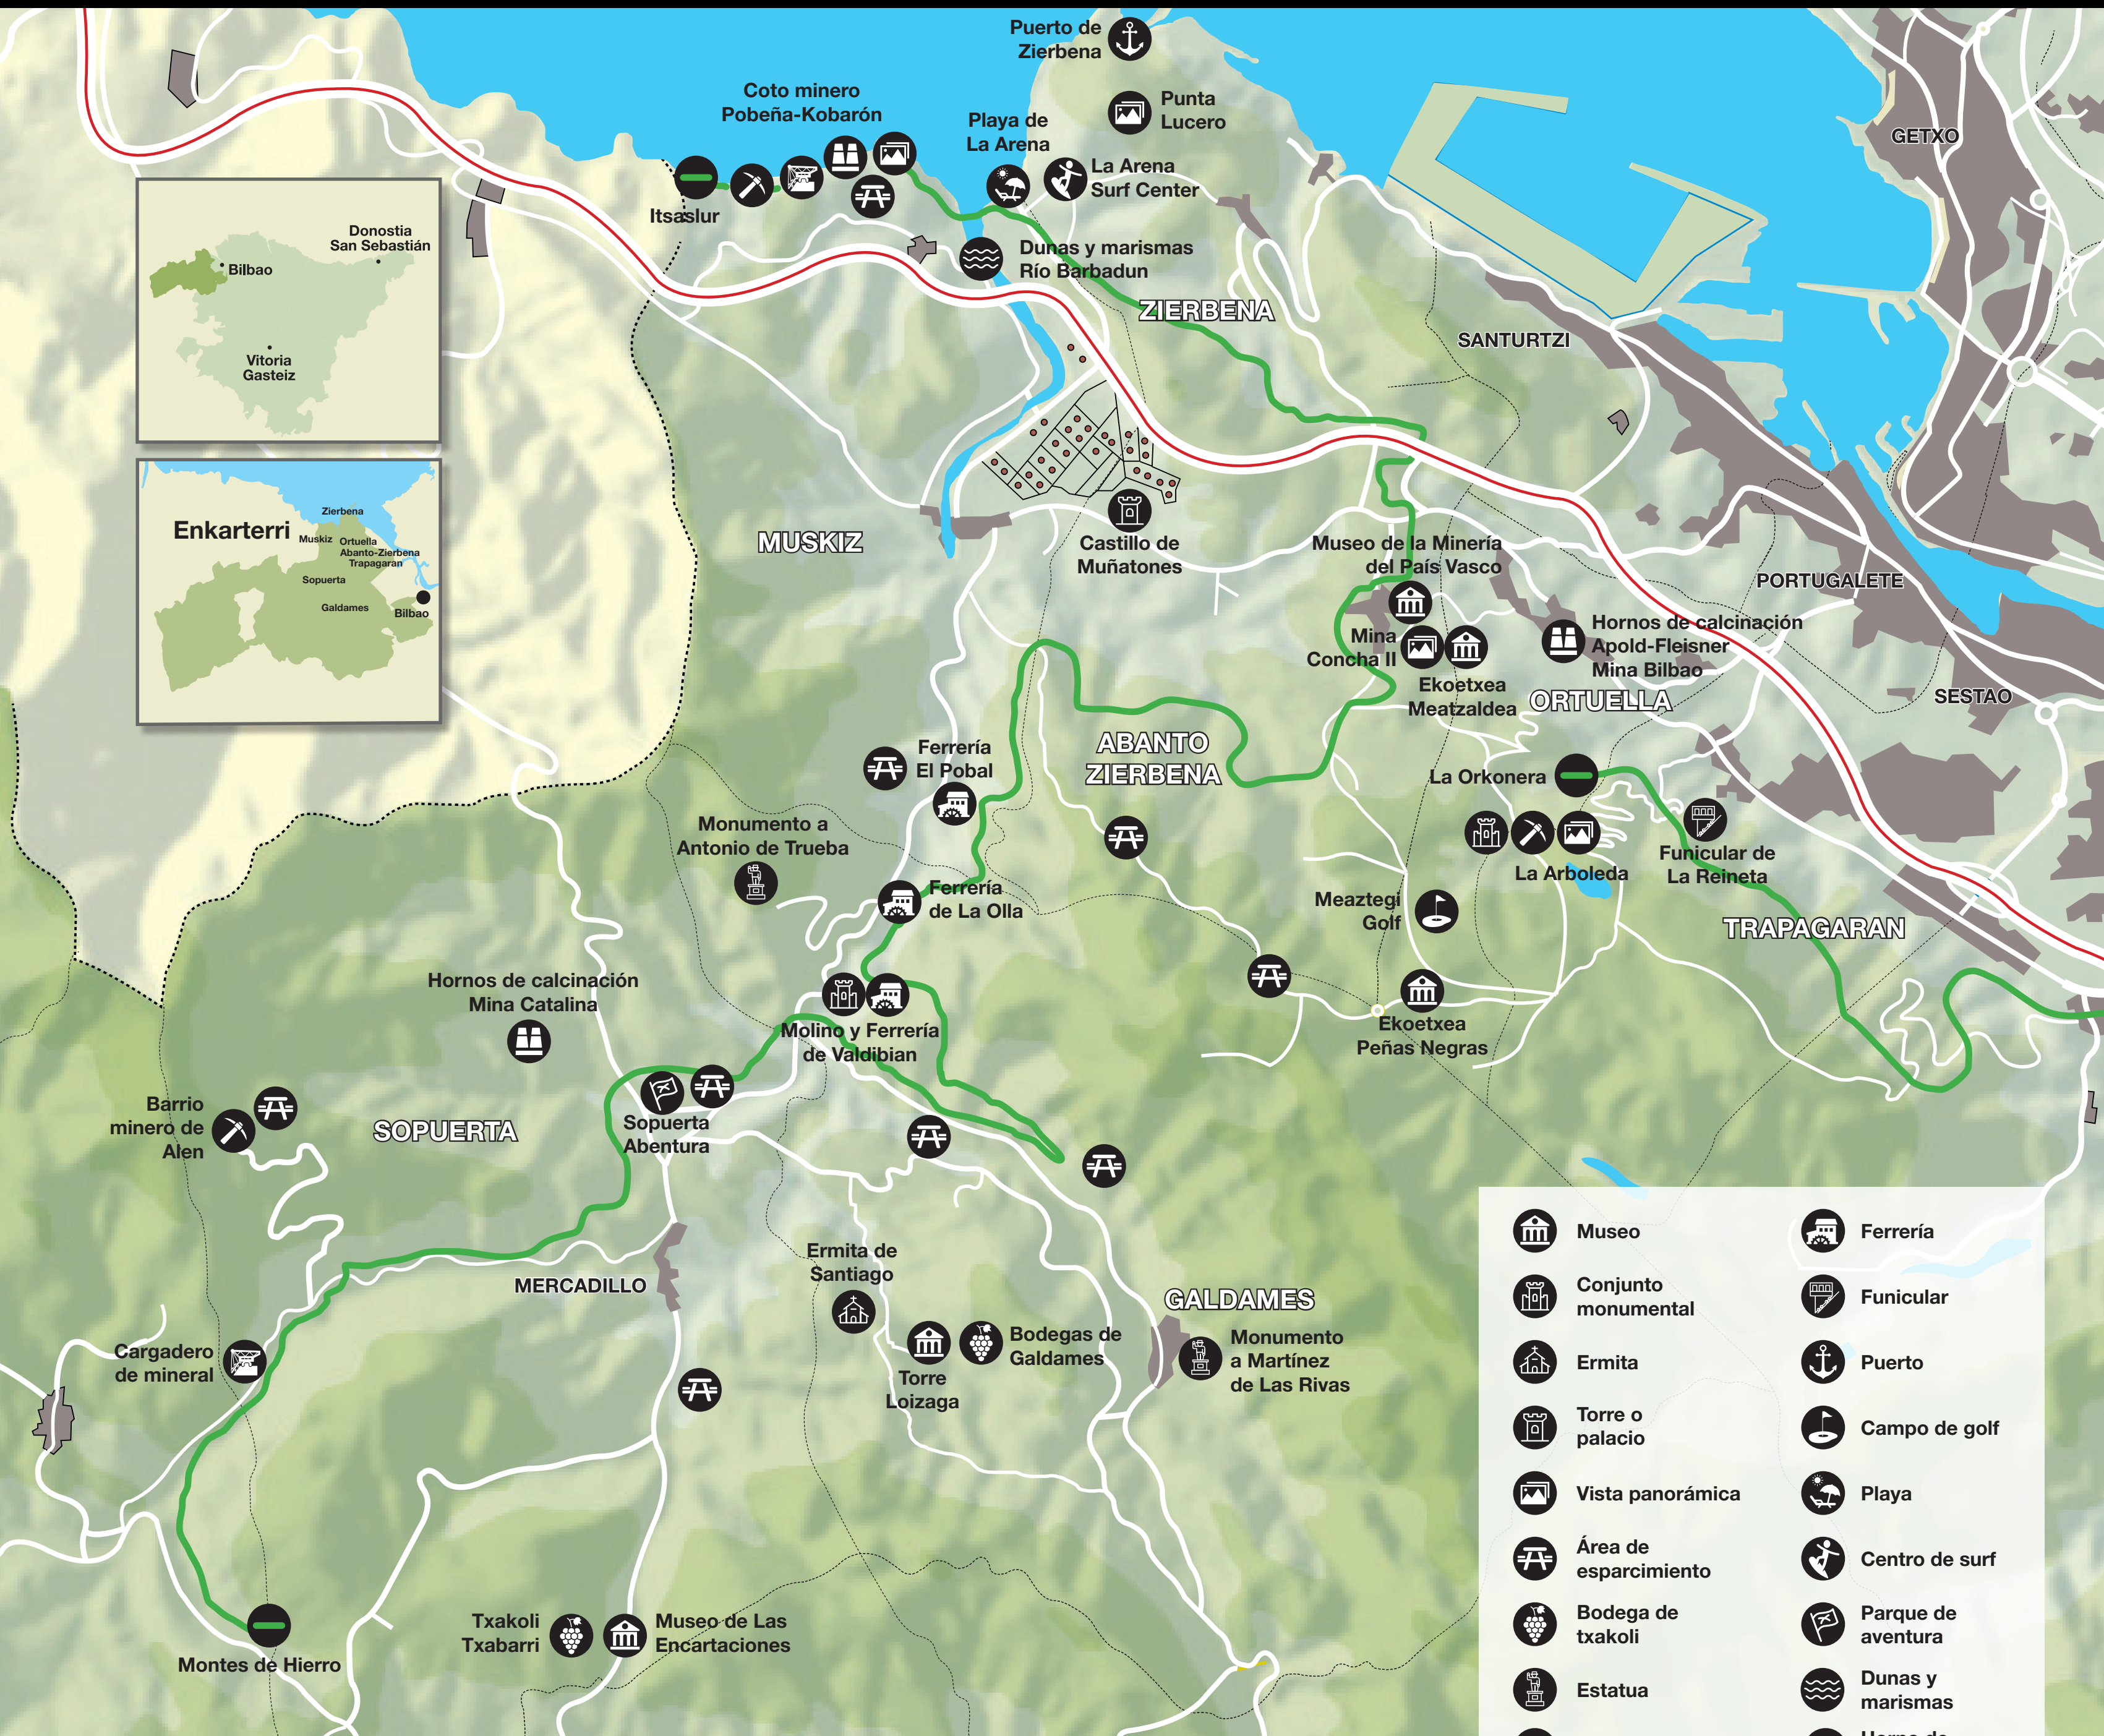 Puerto de
Zierbena
Punta
Lucero
Coto minero
Pobeña-Kobarón
Playa de
La Arena
La Arena
Surf Center
Itsaslur
Dunas y marismas
Río Barbadun
GETXO
ZIERBENA
SANTURTZI
Donostia
San Sebastián
Bilbao
Vitoria
Gasteiz
Enkarterri
Zierbena
Muskiz
Ortuella
Abanto-Zierbena
Trapagaran
Sopuerta
Galdames
Bilbao
MUSKIZ
Castillo de
Muñatones
Museo de la Minería
del País Vasco
PORTUGALETE
Mina
Concha II
Hornos de calcinación
Apold-Fleisner
Mina Bilbao
Ekoetxea
Meatzaldea
ORTUELLA
SESTAO
ABANTO
ZIERBENA
Ferrería
El Pobal
La Orkonera
Monumento a
Antonio de Trueba
La Arboleda
Funicular de
La Reineta
Ferrería
de La Olla
Meaztegi
Golf
TRAPAGARAN
Hornos de calcinación
Mina Catalina
Molino y Ferrería
de Valdibian
Ekoetxea
Peñas Negras
Barrio
minero de
Alen
SOPUERTA
Sopuerta
Abentura
MERCADILLO
Ermita de
Santiago
GALDAMES
Cargadero
de mineral
Bodegas de
Galdames
Torre
Loizaga
Monumento
a Martínez
de Las Rivas
Txakoli
Txabarri
Museo de Las
Encartaciones
Montes de Hierro
Museo
Conjunto
monumental
Ermita
Torre o
palacio
Vista panorámica
Área de
esparcimiento
Bodega de
txakoli
Estatua
Ferrería
Funicular
Puerto
Campo de golf
Playa
Centro de surf
Parque de
aventura
Dunas y
marismas